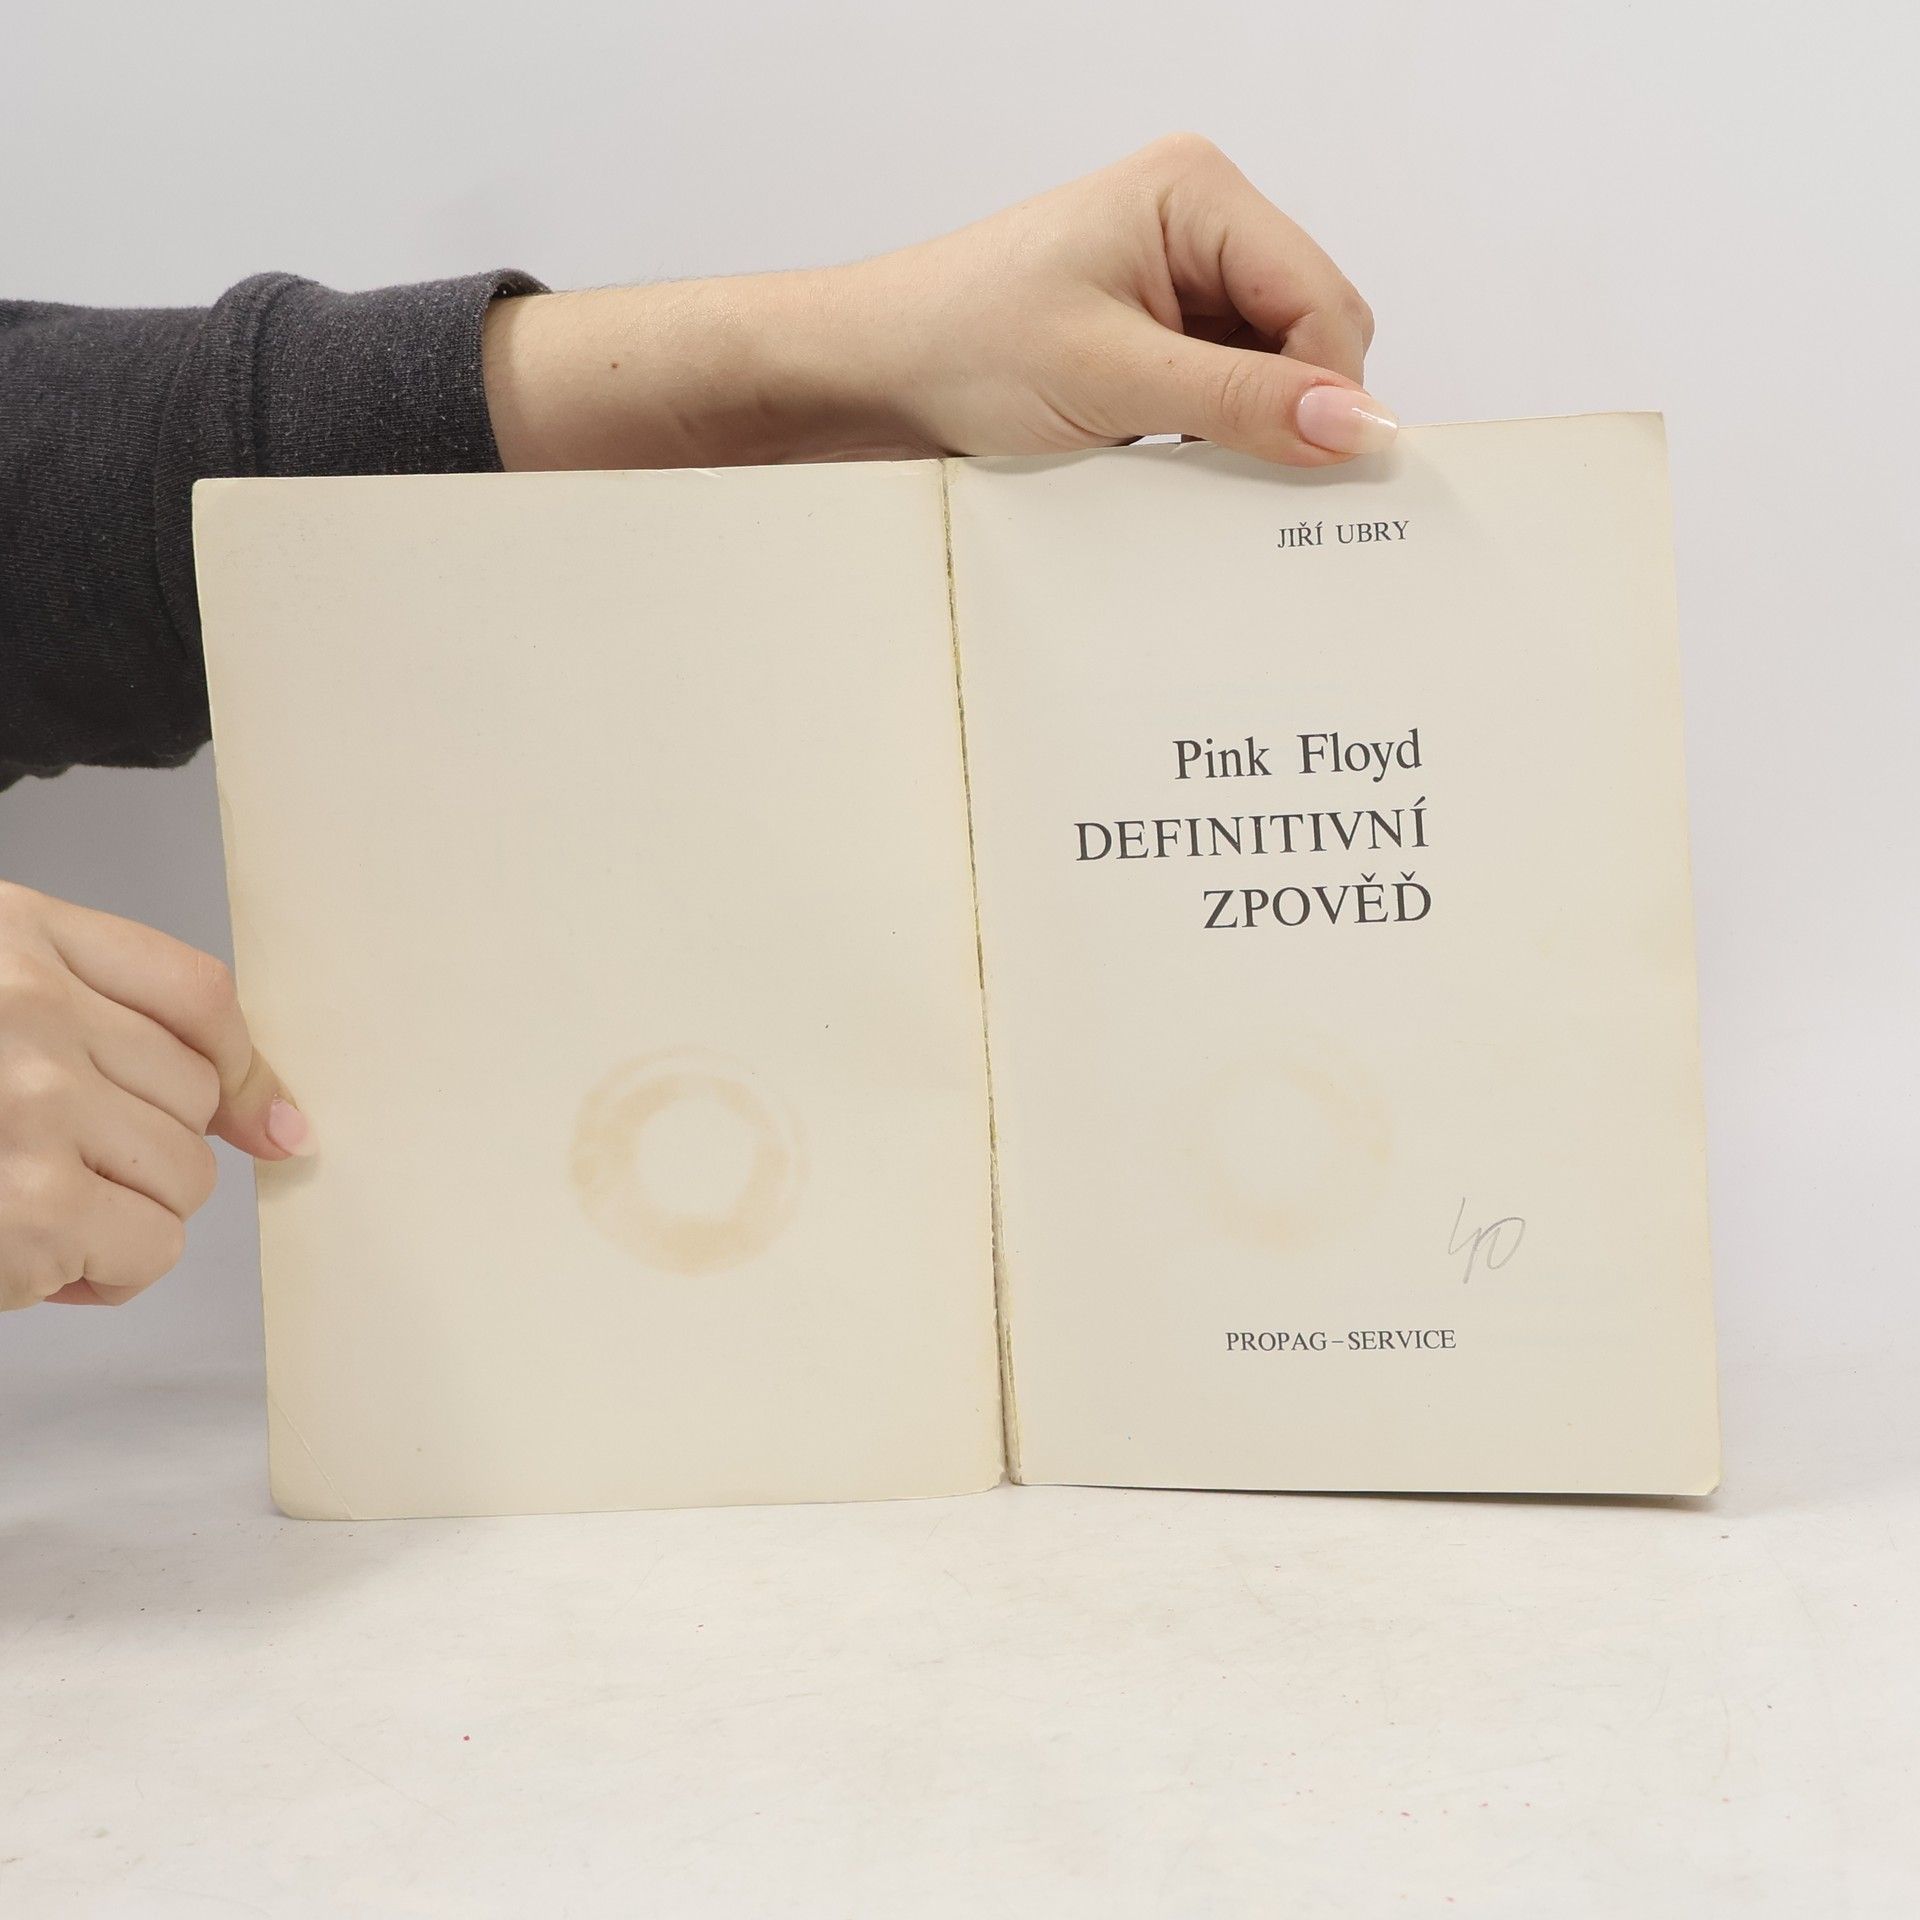 JIŘÍ UBRY
Pink Floyd
DEFINITIVNÍ
ZPOVĚĎ
40
PROPAG–SERVICE